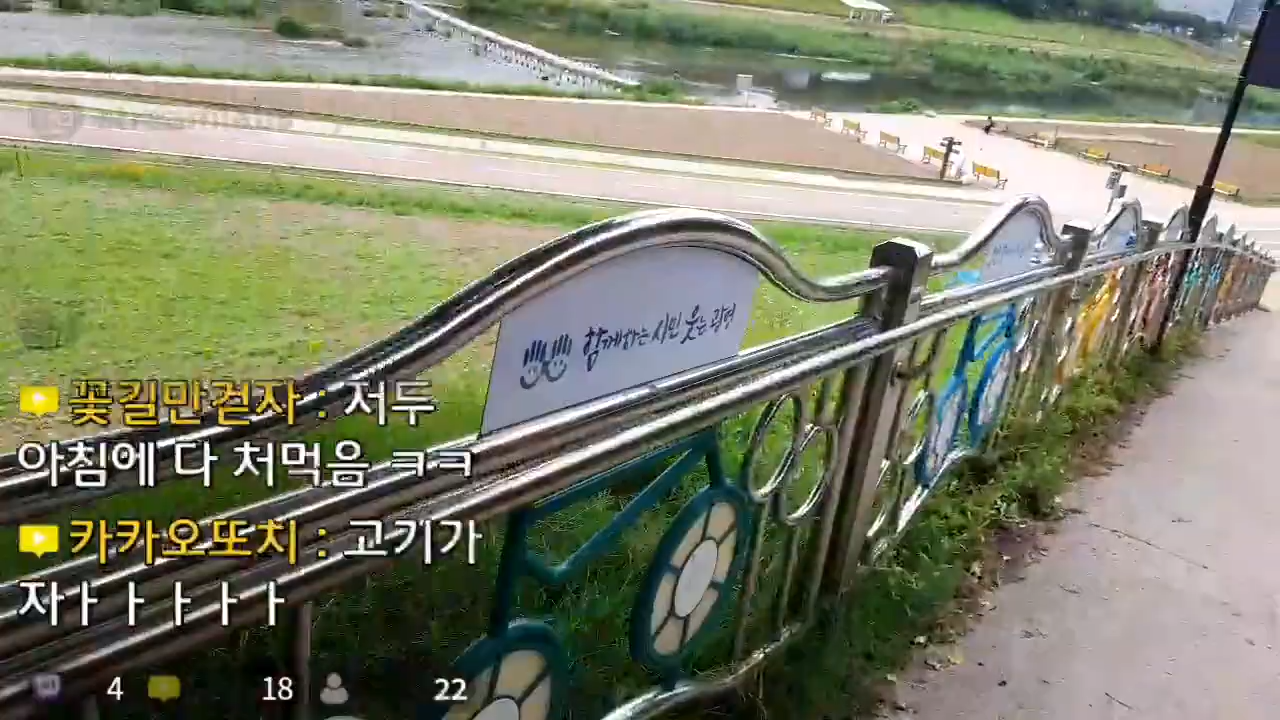 함께하는 시민 웃는 광명
꽃길만걷자 : 저두
아침에 다 처먹음 ㅋㅋ
카카오또치 : 고기가
자ㅏㅏㅏㅏㅏ
4 18 22